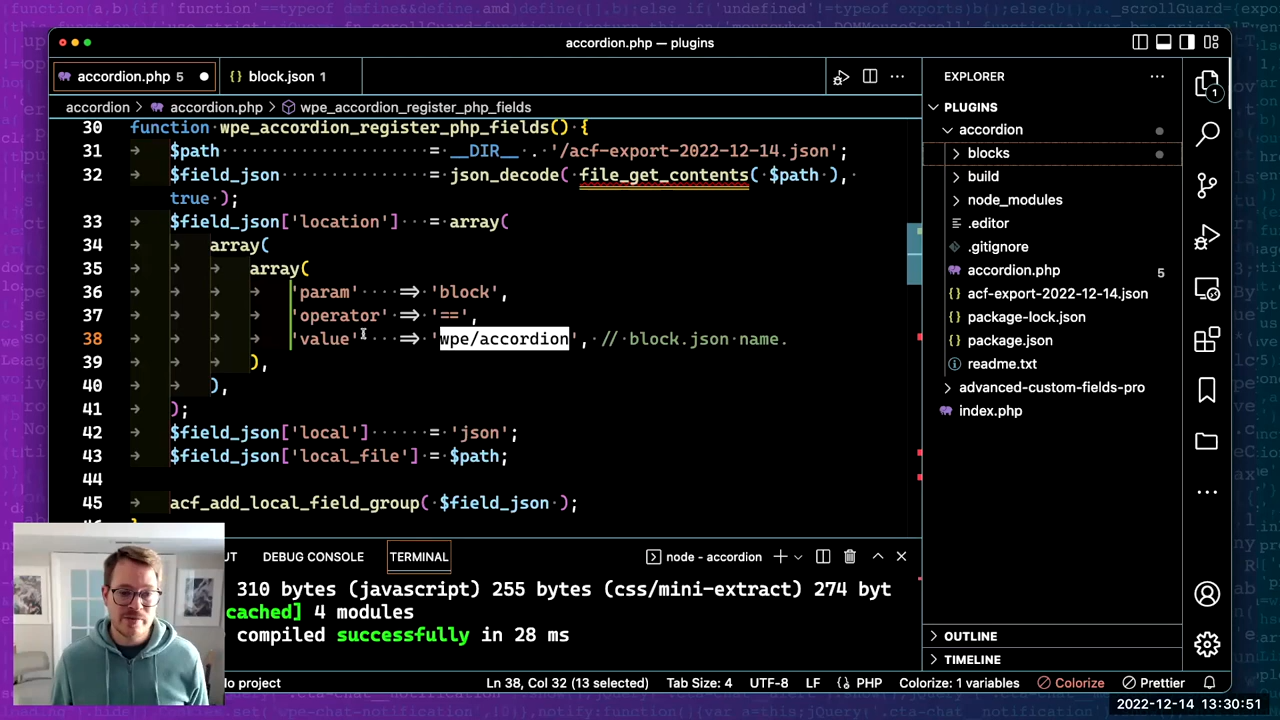 accordion.php — plugins
accordion.php 5
block.json 1
accordion > accordion.php > wpe_accordion_register_php_fields
30 function wpe_accordion_register_php_fields() {
31 $path = __DIR__ . '/acf-export-2022-12-14.json';
32 $field_json = json_decode( file_get_contents( $path ),
true );
33 $field_json['location'] = array(
34 array(
35 array(
36 'param' => 'block',
37 'operator' => '==',
38 'value' => 'wpe/accordion', // block.json name.
39 ),
40 ),
41 );
42 $field_json['local'] = 'json';
43 $field_json['local_file'] = $path;
44
45 acf_add_local_field_group( $field_json );
EXPLORER
PLUGINS
accordion
blocks
build
node_modules
.editor
.gitignore
accordion.php 5
acf-export-2022-12-14.json
package-lock.json
package.json
readme.txt
advanced-custom-fields-pro
index.php
OUTLINE
TIMELINE
1
UT
DEBUG CONSOLE
TERMINAL
node - accordion
310 bytes (javascript) 255 bytes (css/mini-extract) 274 byt
cached] 4 modules
compiled successfully in 28 ms
lo project
Ln 38, Col 32 (13 selected)
Tab Size: 4
UTF-8
LF
PHP
Colorize: 1 variables
Colorize
Prettier
2022-12-14 13:30:51